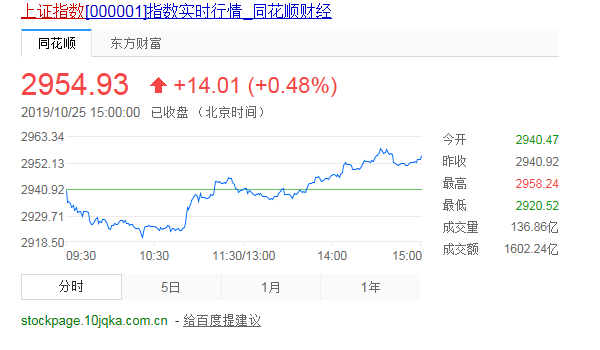 上证指数[000001]指数实时行情_同花顺财经
同花顺 东方财富
2954.93 +14.01 (+0.48%)
2019/10/25 15:00:00 已收盘 （北京时间）
2963.34
2952.13
2940.92
2929.71
2918.50
09:30 10:30 11:30/13:00 14:00 15:00
今开 2940.47
昨收 2940.92
最高 2958.24
最低 2920.52
成交量 136.86亿
成交额 1602.24亿
分时 5日 1月 1年
stockpage.10jqka.com.cn - 给百度提建议